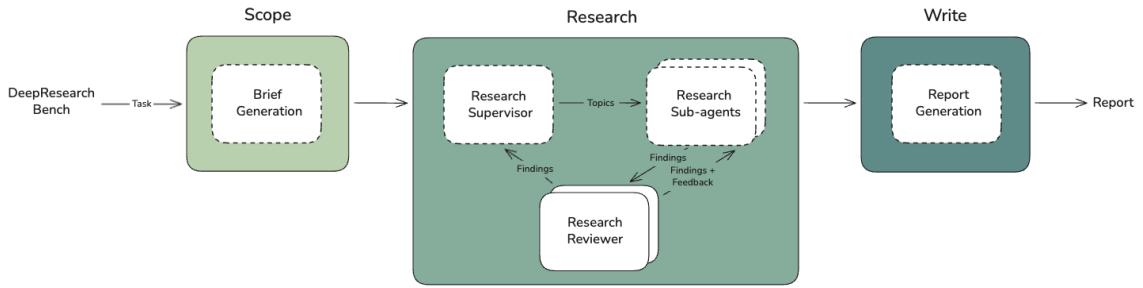 Scope
Research
Write
DeepResearch
Bench
Task
Brief
Generation
Research
Supervisor
Topics
Research
Sub-agents
Findings
Findings
Findings +
Feedback
Research
Reviewer
Report
Generation
Report